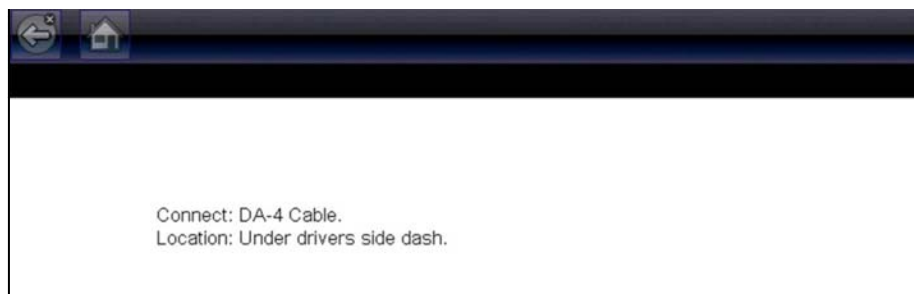 Connect: DA-4 Cable.
Location: Under drivers side dash.